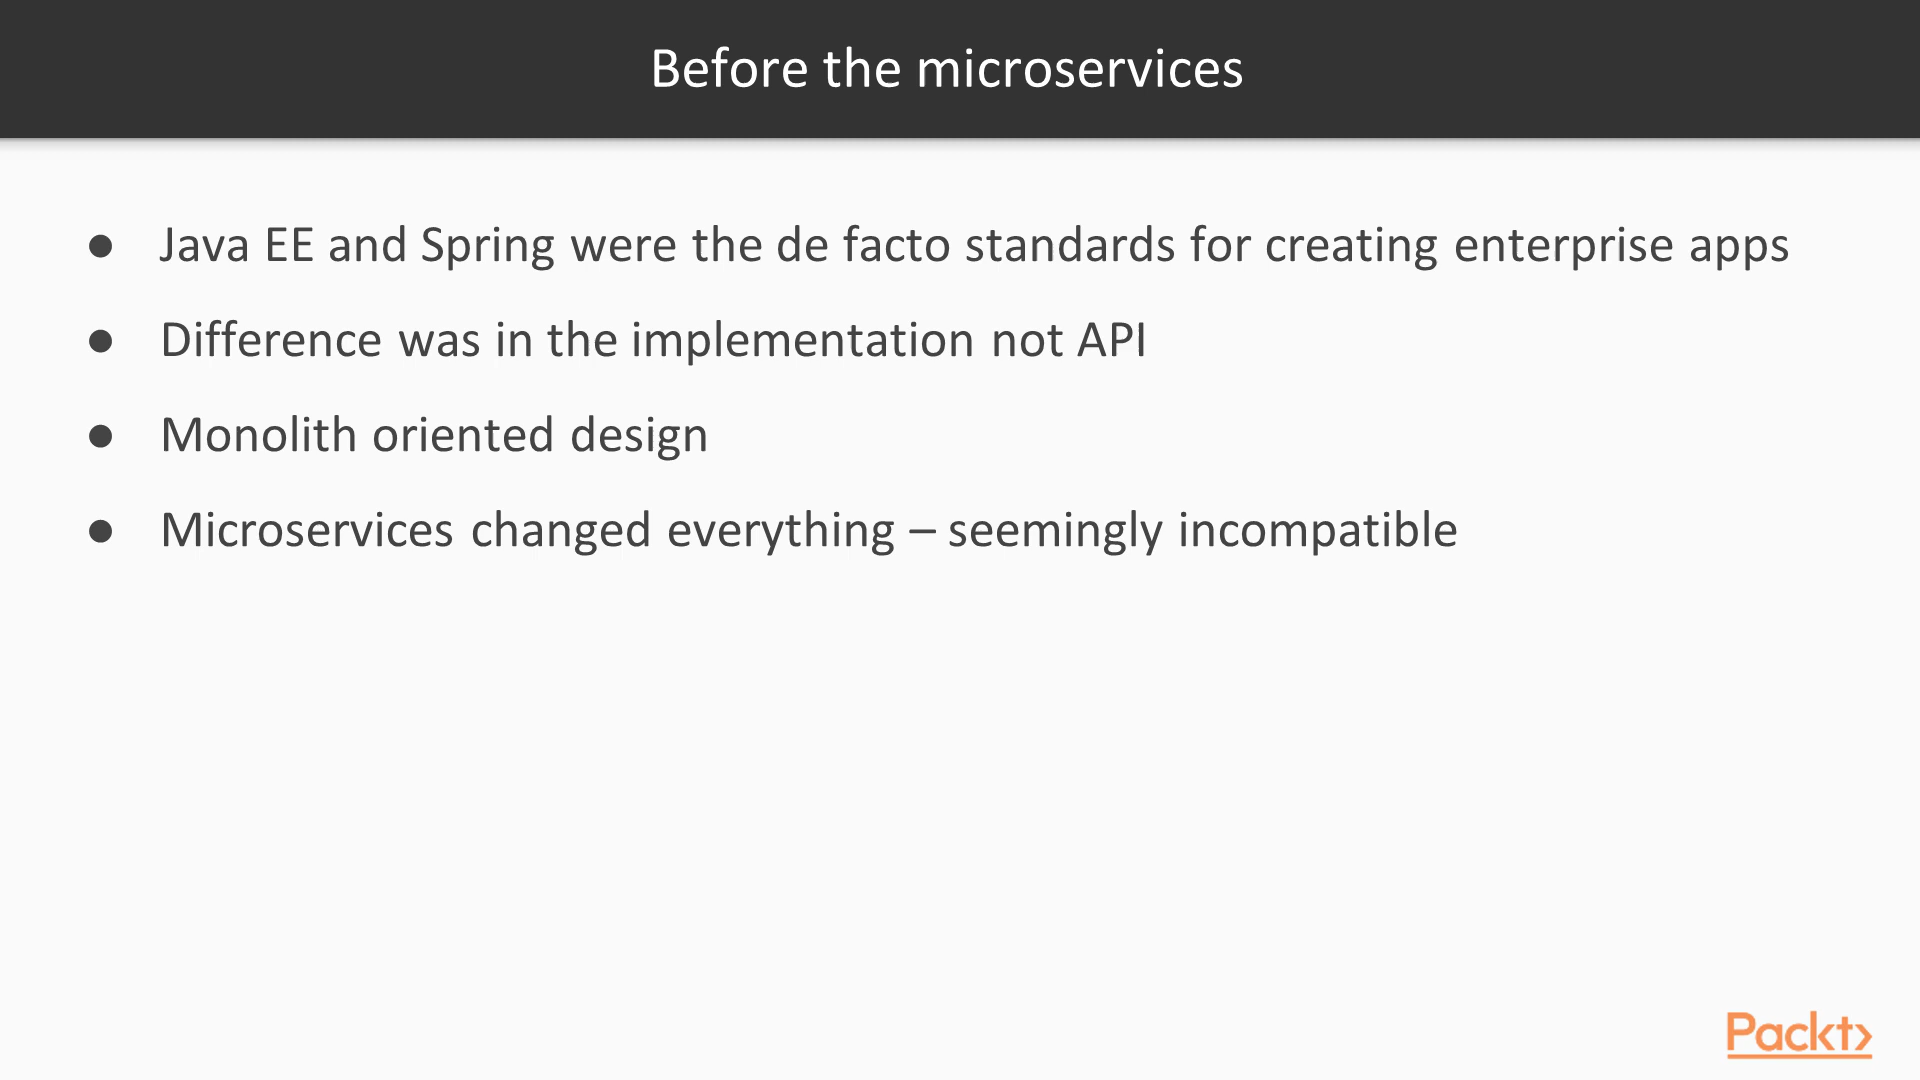 Before the microservices
● Java EE and Spring were the de facto standards for creating enterprise apps
● Difference was in the implementation not API
● Monolith oriented design
● Microservices changed everything – seemingly incompatible
Packt>